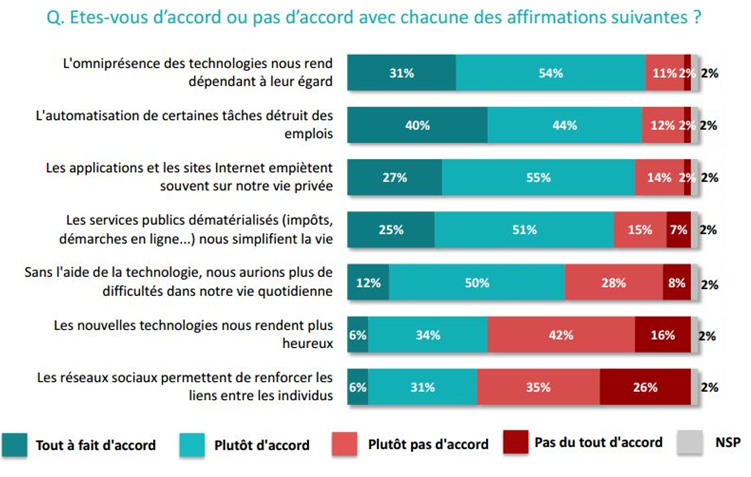 Q. Etes-vous d’accord ou pas d’accord avec chacune des affirmations suivantes ?
L'omniprésence des technologies nous rend
dépendant à leur égard
31% 54% 11% 2% 2%
L'automatisation de certaines tâches détruit des
emplois
40% 44% 12% 2% 2%
Les applications et les sites Internet empiètent
souvent sur notre vie privée
27% 55% 14% 2% 2%
Les services publics dématérialisés (impôts,
démarches en ligne...) nous simplifient la vie
25% 51% 15% 7% 2%
Sans l'aide de la technologie, nous aurions plus de
difficultés dans notre vie quotidienne
12% 50% 28% 8% 2%
Les nouvelles technologies nous rendent plus
heureux
6% 34% 42% 16% 2%
Les réseaux sociaux permettent de renforcer les
liens entre les individus
6% 31% 35% 26% 2%
Tout à fait d'accord Plutôt d'accord Plutôt pas d'accord Pas du tout d'accord NSP